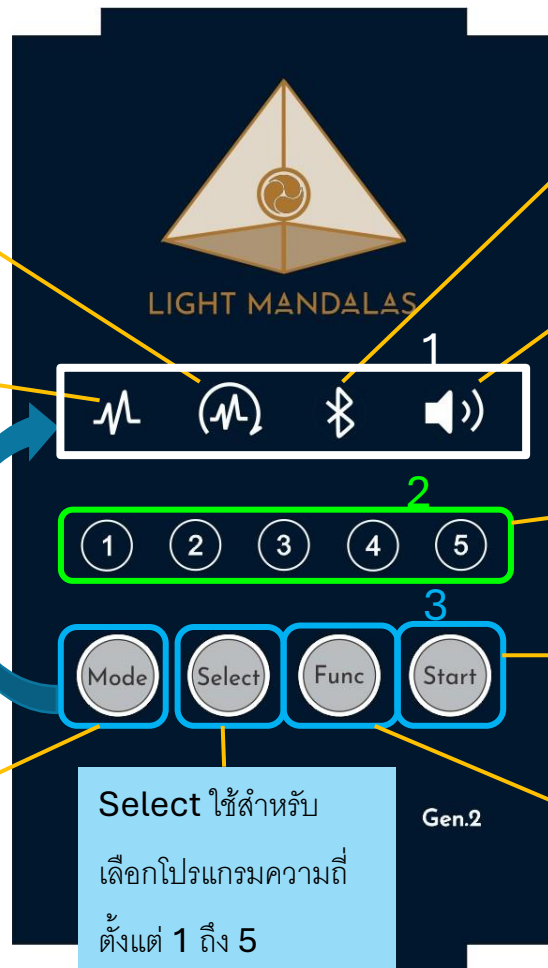 LIGHT MANDALAS
1
2
1 2 3 4 5
3
Mode Select Func Start
Select ใช้สำหรับ
เลือกโปรแกรมความถี่
ตั้งแต่ 1 ถึง 5
Gen.2